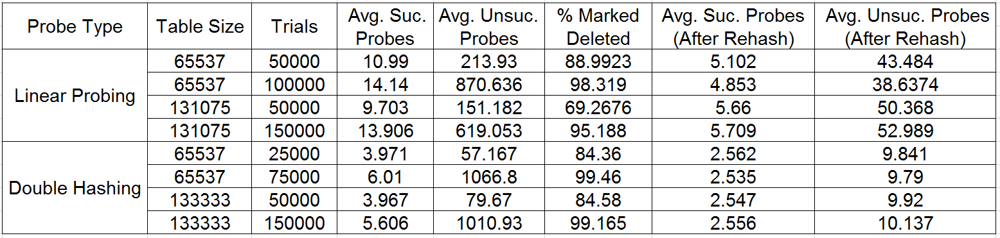 Probe Type Table Size Trials Avg. Suc. Probes Avg. Unsuc. Probes % Marked Deleted Avg. Suc. Probes (After Rehash) Avg. Unsuc. Probes (After Rehash)
Linear Probing
65537 50000 10.99 213.93 88.9923 5.102 43.484
65537 100000 14.14 870.636 98.319 4.853 38.6374
131075 50000 9.703 151.182 69.2676 5.66 50.368
131075 150000 13.906 619.053 95.188 5.709 52.989
Double Hashing
65537 25000 3.971 57.167 84.36 2.562 9.841
65537 75000 6.01 1066.8 99.46 2.535 9.79
133333 50000 3.967 79.67 84.58 2.547 9.92
133333 150000 5.606 1010.93 99.165 2.556 10.137